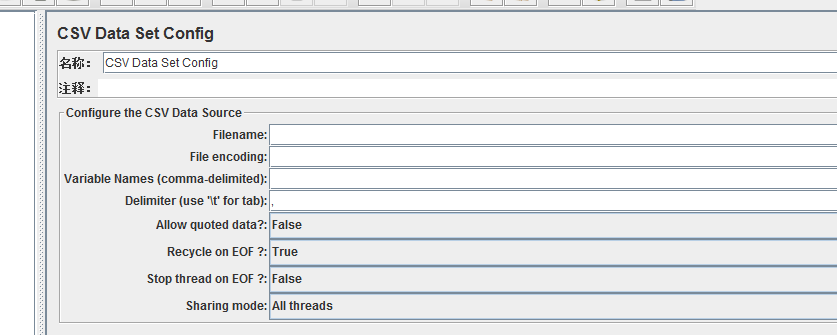 CSV Data Set Config
名称： CSV Data Set Config
注释：
Configure the CSV Data Source
Filename:
File encoding:
Variable Names (comma-delimited):
Delimiter (use '\t' for tab): ,
Allow quoted data?: False
Recycle on EOF ?: True
Stop thread on EOF ?: False
Sharing mode: All threads